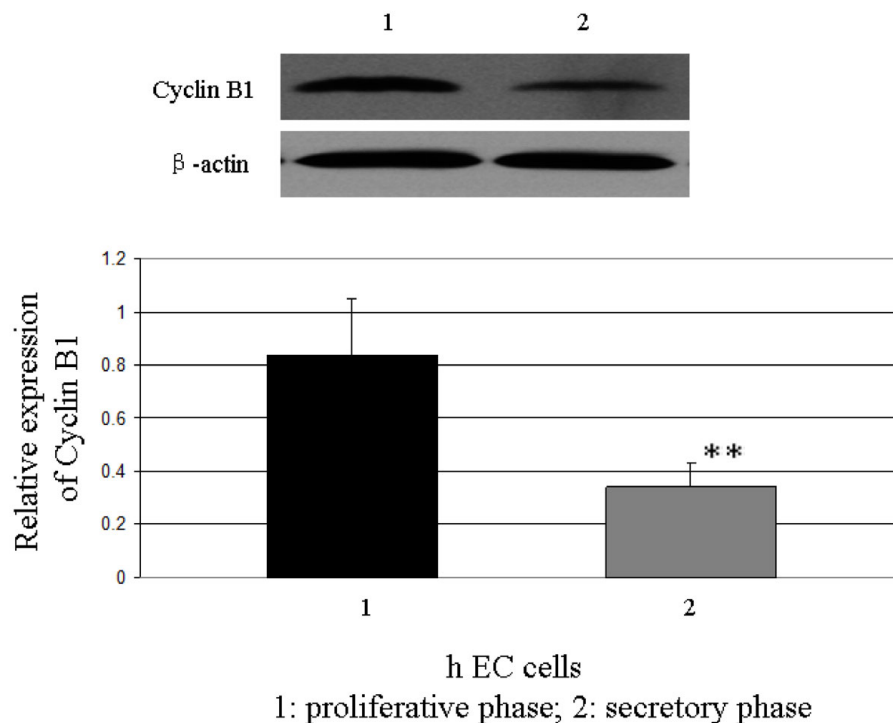 1 2
Cyclin B1
β-actin
1.2
1
0.8
0.6
0.4
0.2
0
Relative expression
of Cyclin B1
**
1 2
h EC cells
1: proliferative phase; 2: secretory phase